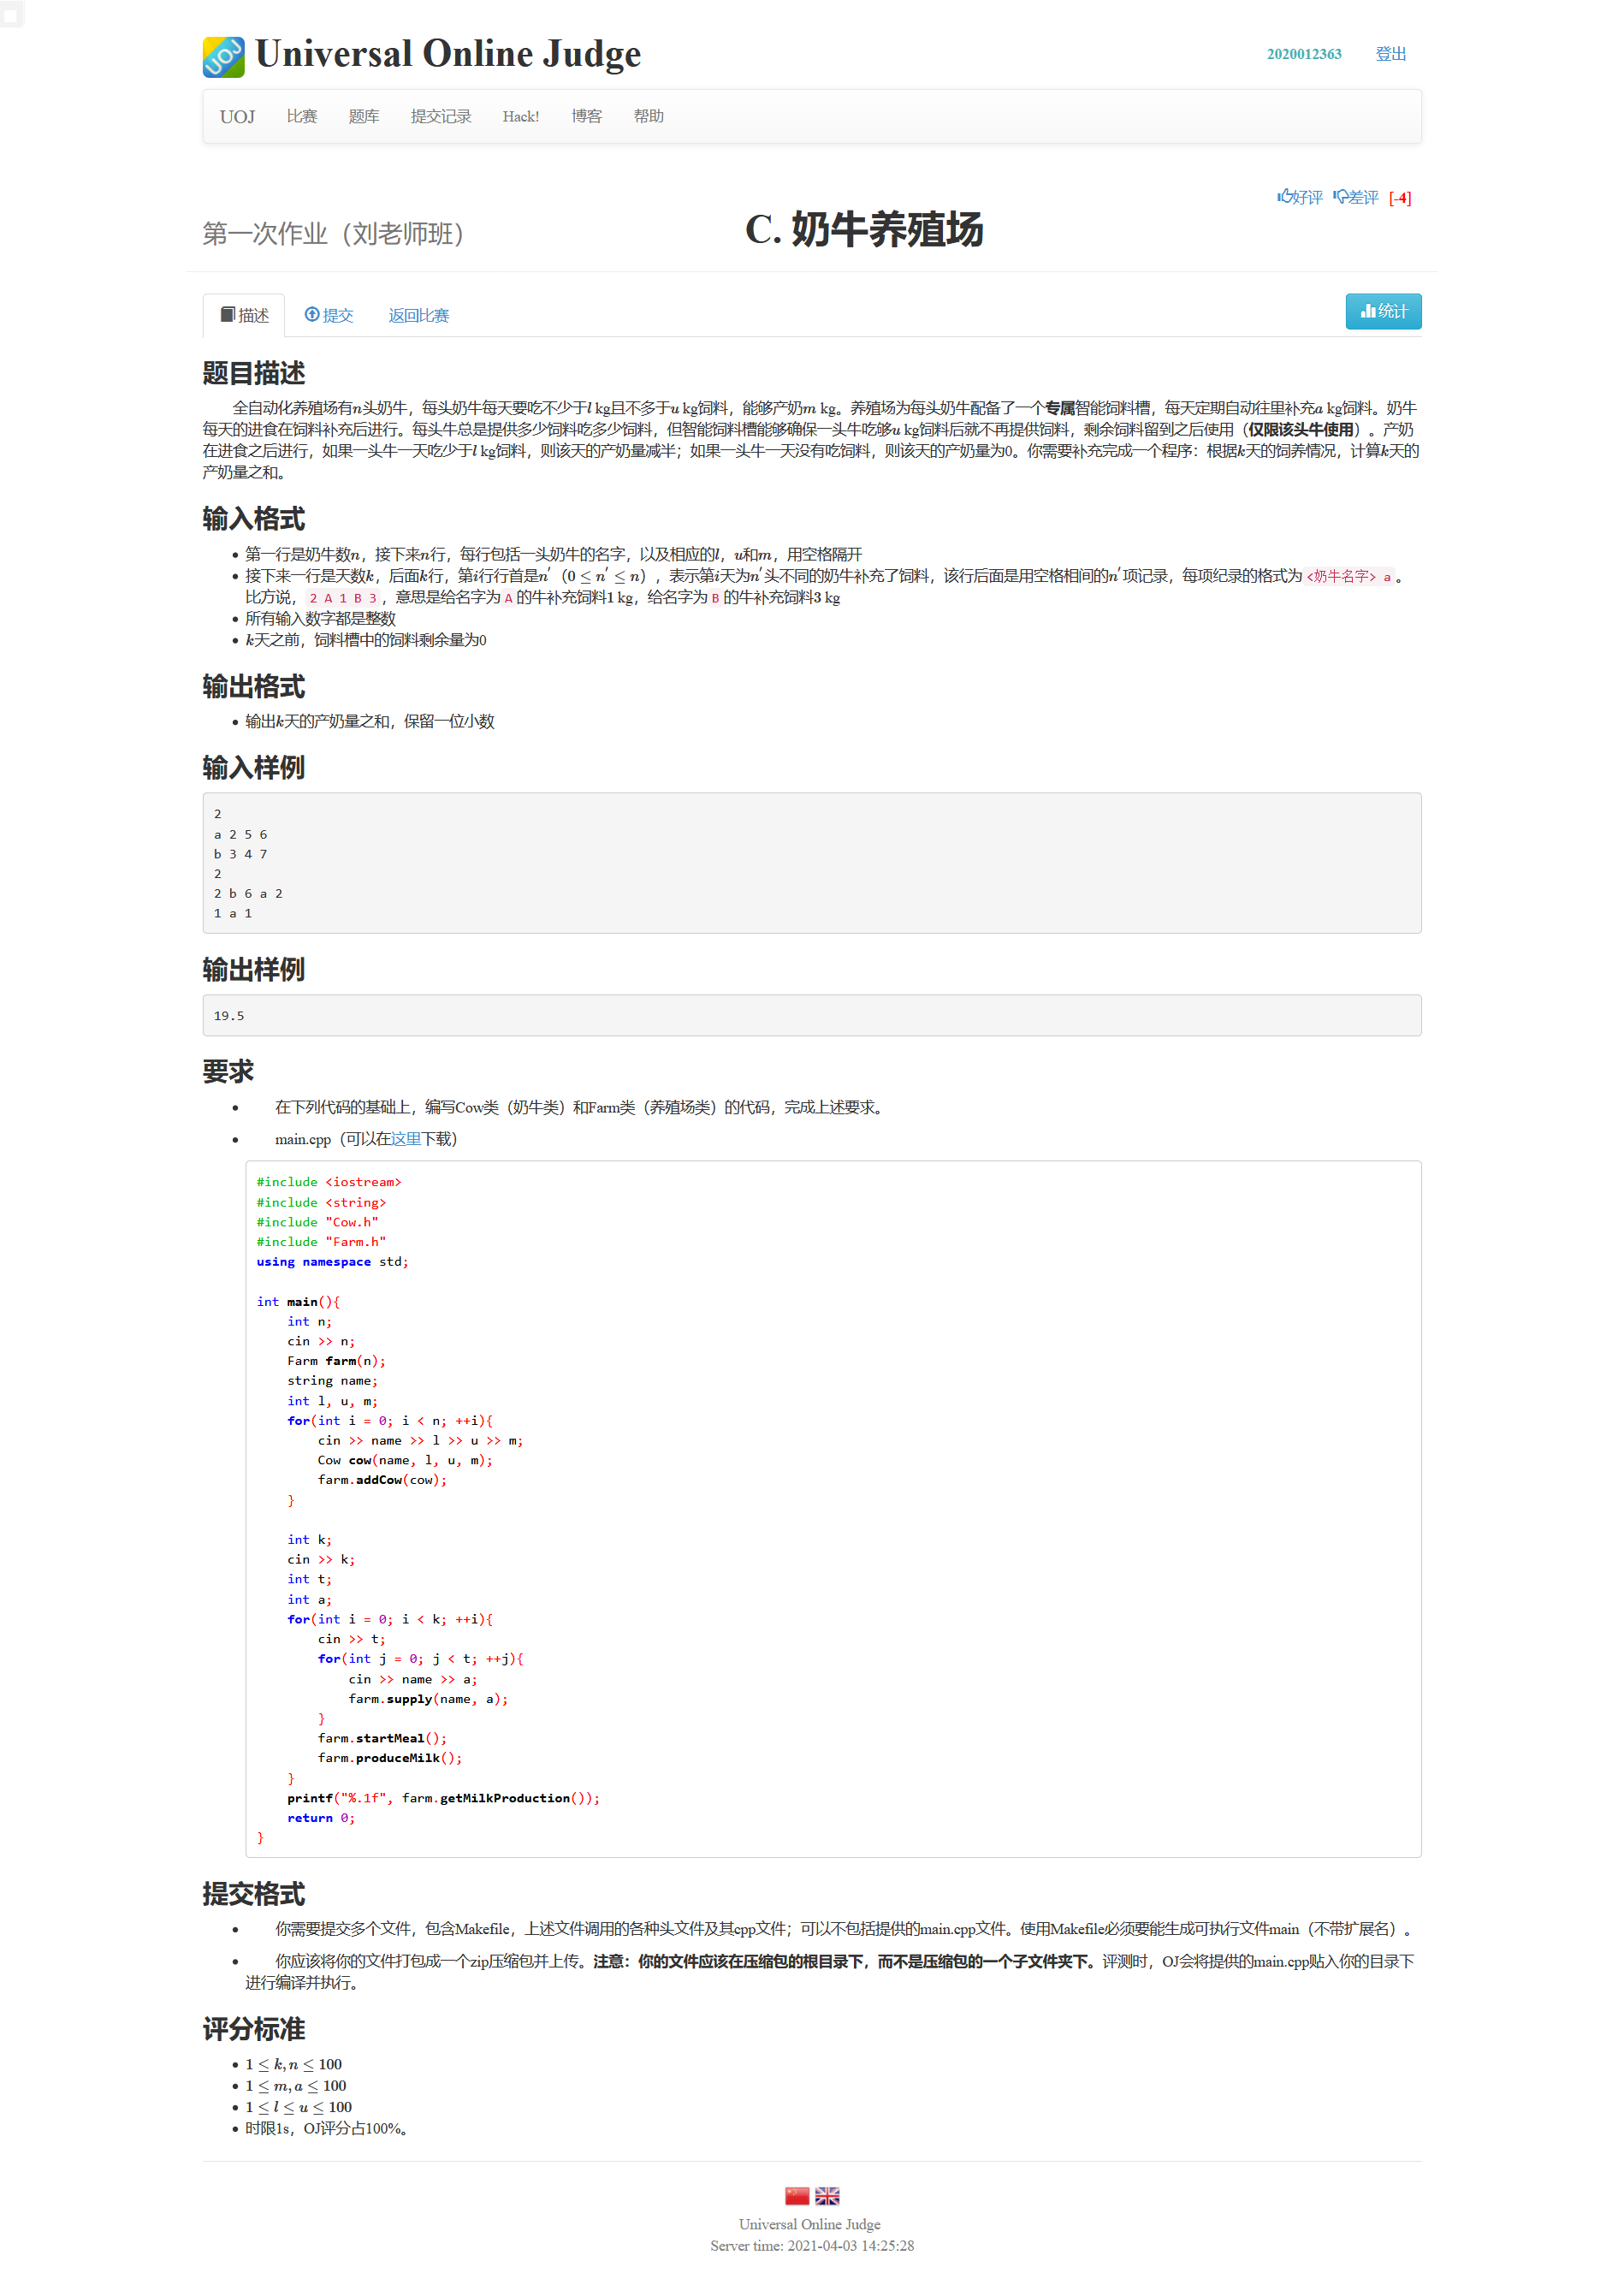 Universal Online Judge
2020012363 登出
UOJ 比赛 题库 提交记录 Hack! 博客 帮助
好评 差评 [-4]
第一次作业（刘老师班）
C. 奶牛养殖场
描述 提交 返回比赛 统计
题目描述
全自动化养殖场有n头奶牛，每头奶牛每天要吃不少于l kg且不多于u kg饲料，能够产奶m kg。养殖场为每头奶牛配备了一个专属智能饲料槽，每天定期自动往里补充a kg饲料。奶牛
每天的进食在饲料补充后进行。每头牛总是提供多少饲料吃多少饲料，但智能饲料槽能够确保一头牛吃够u kg饲料后就不再提供饲料，剩余饲料留到之后使用（仅限该头牛使用）。产奶
在进食之后进行，如果一头牛一天吃少于l kg饲料，则该天的产奶量减半；如果一头牛一天没有吃饲料，则该天的产奶量为0。你需要补充完成一个程序：根据k天的饲养情况，计算k天的
产奶量之和。
输入格式
第一行是奶牛数n，接下来n行，每行包括一头奶牛的名字，以及相应的l，u和m，用空格隔开
接下来一行是天数k，后面k行，第i行行首是n′（0 ≤ n′ ≤ n），表示第i天为n′头不同的奶牛补充了饲料，该行后面是用空格相间的n′项记录，每项纪录的格式为<奶牛名字> a。
比方说，2 A 1 B 3，意思是给名字为A的牛补充饲料1 kg，给名字为B的牛补充饲料3 kg
所有输入数字都是整数
k天之前，饲料槽中的饲料剩余量为0
输出格式
输出k天的产奶量之和，保留一位小数
输入样例
2
a 2 5 6
b 3 4 7
2
2 b 6 a 2
1 a 1
输出样例
19.5
要求
在下列代码的基础上，编写Cow类（奶牛类）和Farm类（养殖场类）的代码，完成上述要求。
main.cpp（可以在这里下载）
#include <iostream>
#include <string>
#include "Cow.h"
#include "Farm.h"
using namespace std;
int main(){
int n;
cin >> n;
Farm farm(n);
string name;
int l, u, m;
for(int i = 0; i < n; ++i){
cin >> name >> l >> u >> m;
Cow cow(name, l, u, m);
farm.addCow(cow);
}
int k;
cin >> k;
int t;
int a;
for(int i = 0; i < k; ++i){
cin >> t;
for(int j = 0; j < t; ++j){
cin >> name >> a;
farm.supply(name, a);
}
farm.startMeal();
farm.produceMilk();
}
printf("%.1f", farm.getMilkProduction());
return 0;
}
提交格式
你需要提交多个文件，包含Makefile，上述文件调用的各种头文件及其cpp文件；可以不包括提供的main.cpp文件。使用Makefile必须要能生成可执行文件main（不带扩展名）。
你应该将你的文件打包成一个zip压缩包并上传。注意：你的文件应该在压缩包的根目录下，而不是压缩包的一个子文件夹下。评测时，OJ会将提供的main.cpp贴入你的目录下
进行编译并执行。
评分标准
1 ≤ k, n ≤ 100
1 ≤ m, a ≤ 100
1 ≤ l ≤ u ≤ 100
时限1s，OJ评分占100%。
Universal Online Judge
Server time: 2021-04-03 14:25:28